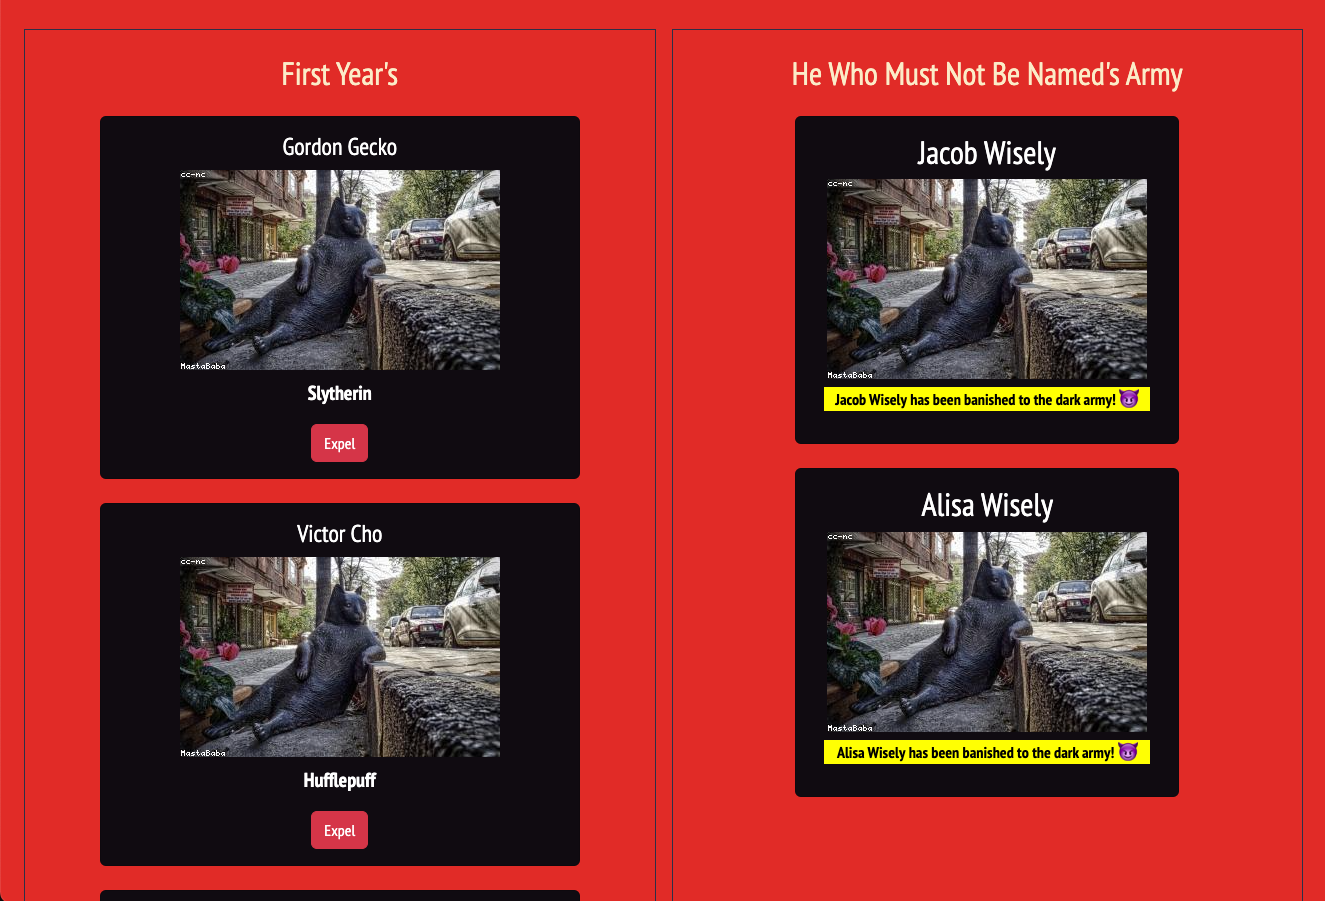 First Year's
Gordon Gecko
cc-nc
MastaBaba
Slytherin
Expel
Victor Cho
cc-nc
MastaBaba
Hufflepuff
Expel
He Who Must Not Be Named's Army
Jacob Wisely
cc-nc
MastaBaba
Jacob Wisely has been banished to the dark army! 😈
Alisa Wisely
cc-nc
MastaBaba
Alisa Wisely has been banished to the dark army! 😈